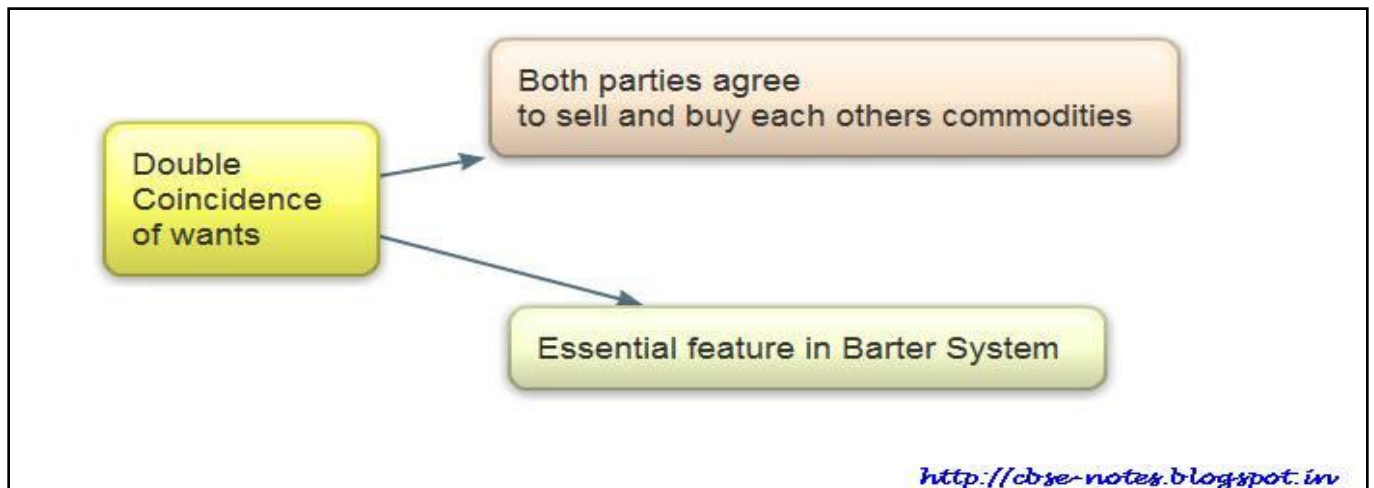 Both parties agree
to sell and buy each others commodities
Double
Coincidence
of wants
Essential feature in Barter System
http://cbse-notes.blogspot.in